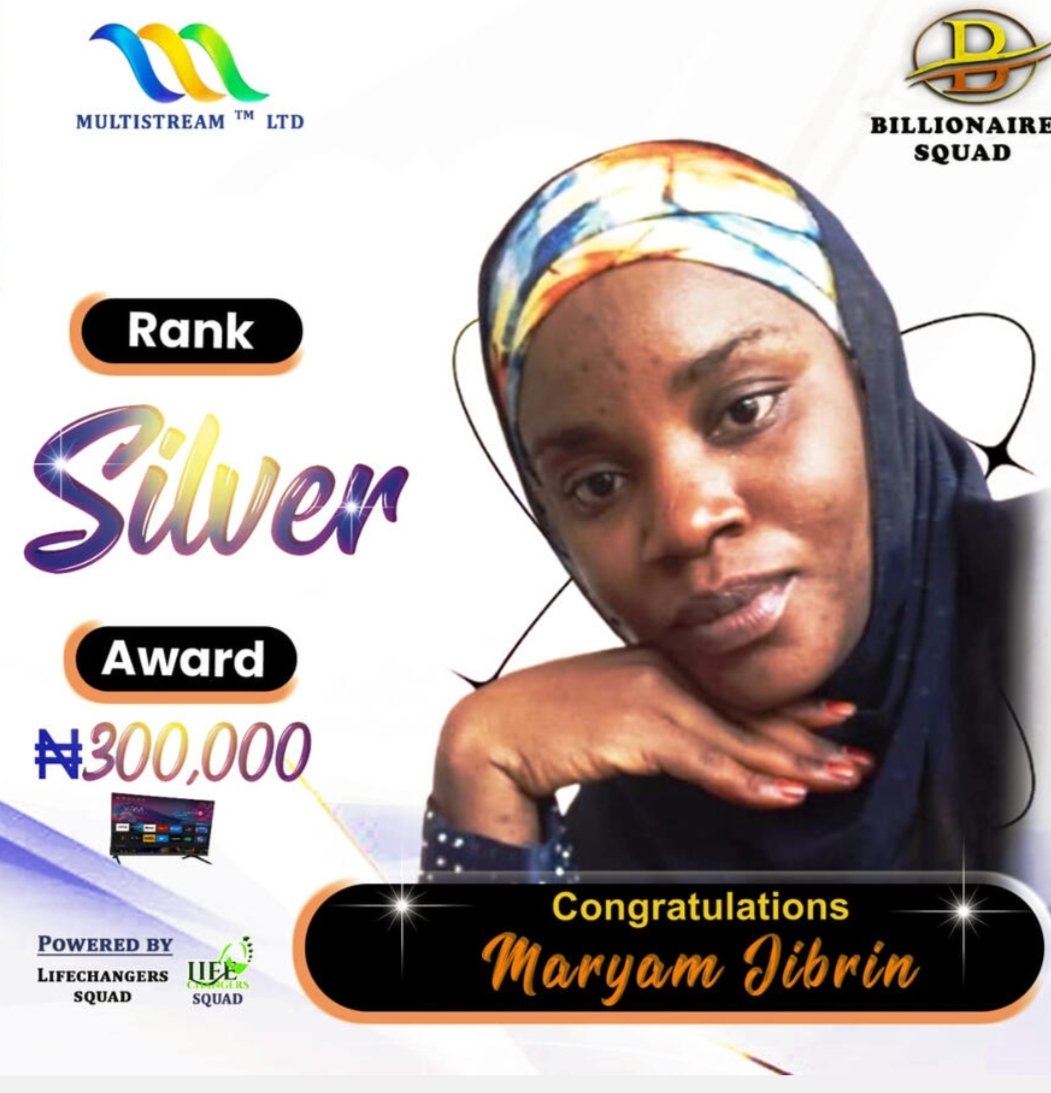 MULTISTREAM ™ LTD
BILLIONAIRE
SQUAD
Rank
Silver
Award
₦300,000
POWERED BY
LIFECHANGERS
SQUAD
LIFE
CHANGERS
SQUAD
Congratulations
Maryam Jibrin